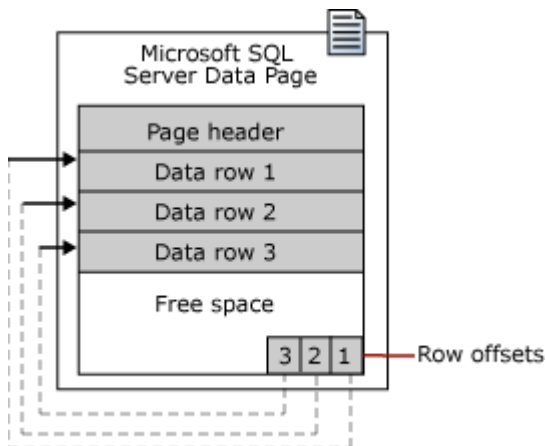 Microsoft SQL
Server Data Page
Page header
Data row 1
Data row 2
Data row 3
Free space
3 2 1
Row offsets